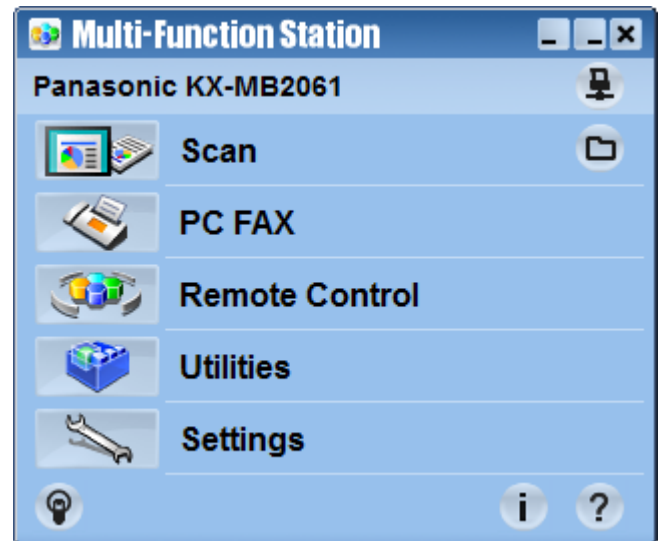 Multi-Function Station
Panasonic KX-MB2061
Scan
PC FAX
Remote Control
Utilities
Settings
i ?